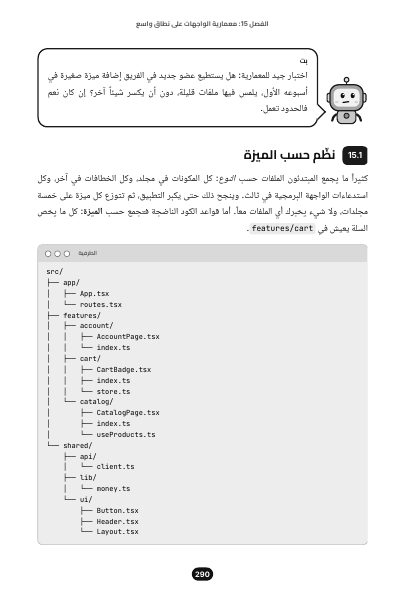 الفصل 15: معمارية الواجهات على نطاق واسع
بِت
اختبار جيد للمعمارية: هل يستطيع عضو جديد في الفريق إضافة ميزة صغيرة في
أسبوعه الأول، يلمس فيها ملفات قليلة، دون أن يكسر شيئاً آخر؟ إن كان نعم
فالحدود تعمل.
15.1 نظّم حسب الميزة
كثيراً ما يجمع المبتدئون الملفات حسب النوع: كل المكونات في مجلد، وكل الخطافات في آخر، وكل
استدعاءات الواجهة البرمجية في ثالث. وينجح ذلك حتى يكبر التطبيق، ثم تتوزع كل ميزة على خمسة
مجلدات، ولا شيء يخبرك أي الملفات معاً. أما قواعد الكود الناضجة فتجمع حسب الميزة: كل ما يخص
السلة يعيش في features/cart.
الطرفية
src/
├── app/
│   ├── App.tsx
│   └── routes.tsx
├── features/
│   ├── account/
│   │   ├── AccountPage.tsx
│   │   └── index.ts
│   ├── cart/
│   │   ├── CartBadge.tsx
│   │   ├── index.ts
│   │   └── store.ts
│   └── catalog/
│       ├── CatalogPage.tsx
│       ├── index.ts
│       └── useProducts.ts
└── shared/
    ├── api/
    │   └── client.ts
    ├── lib/
    │   └── money.ts
    └── ui/
        ├── Button.tsx
        ├── Header.tsx
        └── Layout.tsx
290